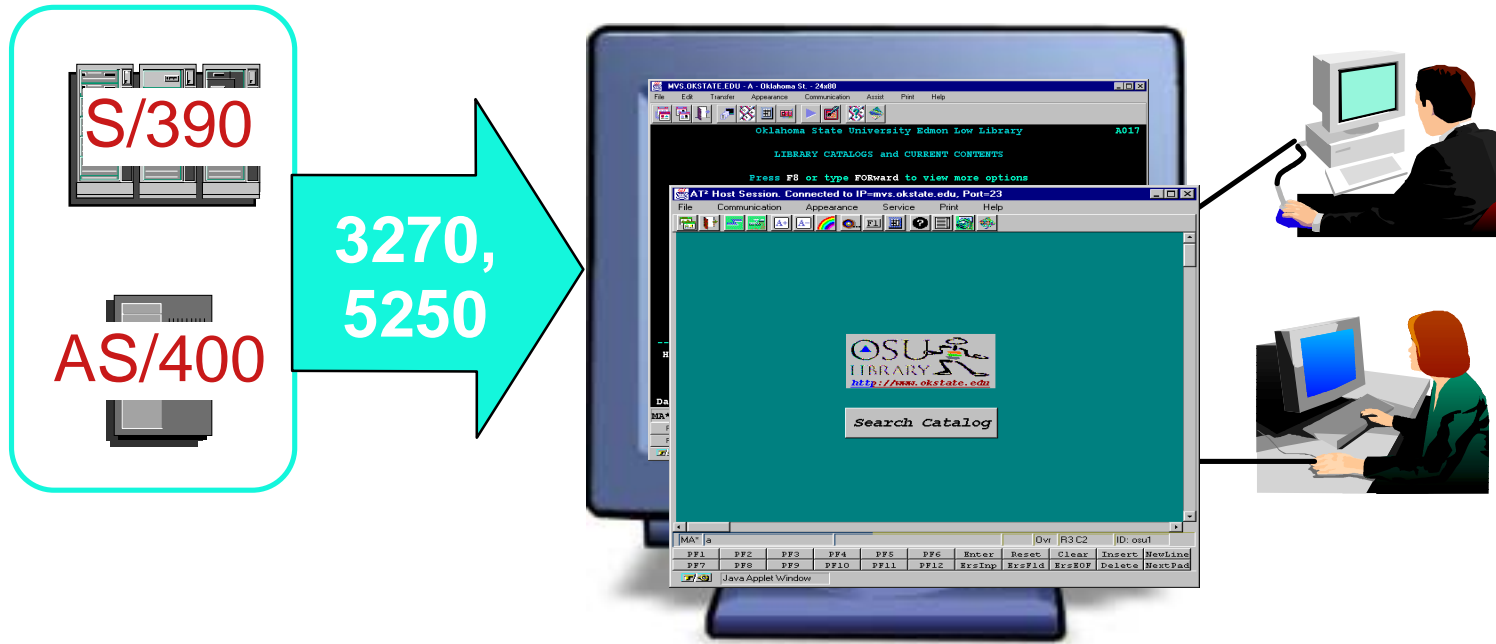 S/390
AS/400
3270,
5250
MVS.OKSTATE.EDU - A - Oklahoma St. - 24x80
File Edit Transfer Appearance Communication Assist Print Help
Oklahoma State University Edmon Low Library A017
LIBRARY CATALOGS and CURRENT CONTENTS
Press F8 or type FORward to view more options
AT² Host Session. Connected to IP=mvs.okstate.edu, Port=23
File Communication Appearance Service Print Help
A+ A- F1
OSU
LIBRARY
http://www.okstate.edu
Search Catalog
H
Da
MA*
MA* a Ovr R3 C2 ID: osu1
PF1 PF2 PF3 PF4 PF5 PF6 Enter Reset Clear Insert NewLine
PF7 PF8 PF9 PF10 PF11 PF12 ErsInp ErsFld ErsEOF Delete NextPad
Java Applet Window